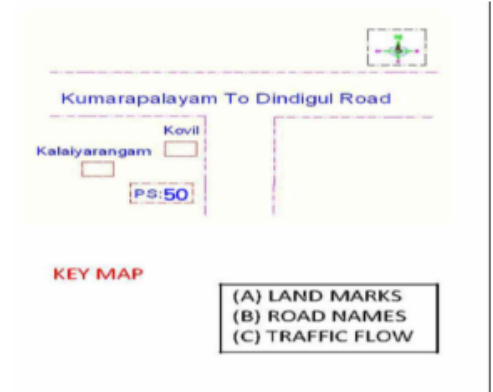 Kumarapalayam To Dindigul Road
Kovil
Kalaiyarangam
PS:50
KEY MAP
(A) LAND MARKS
(B) ROAD NAMES
(C) TRAFFIC FLOW